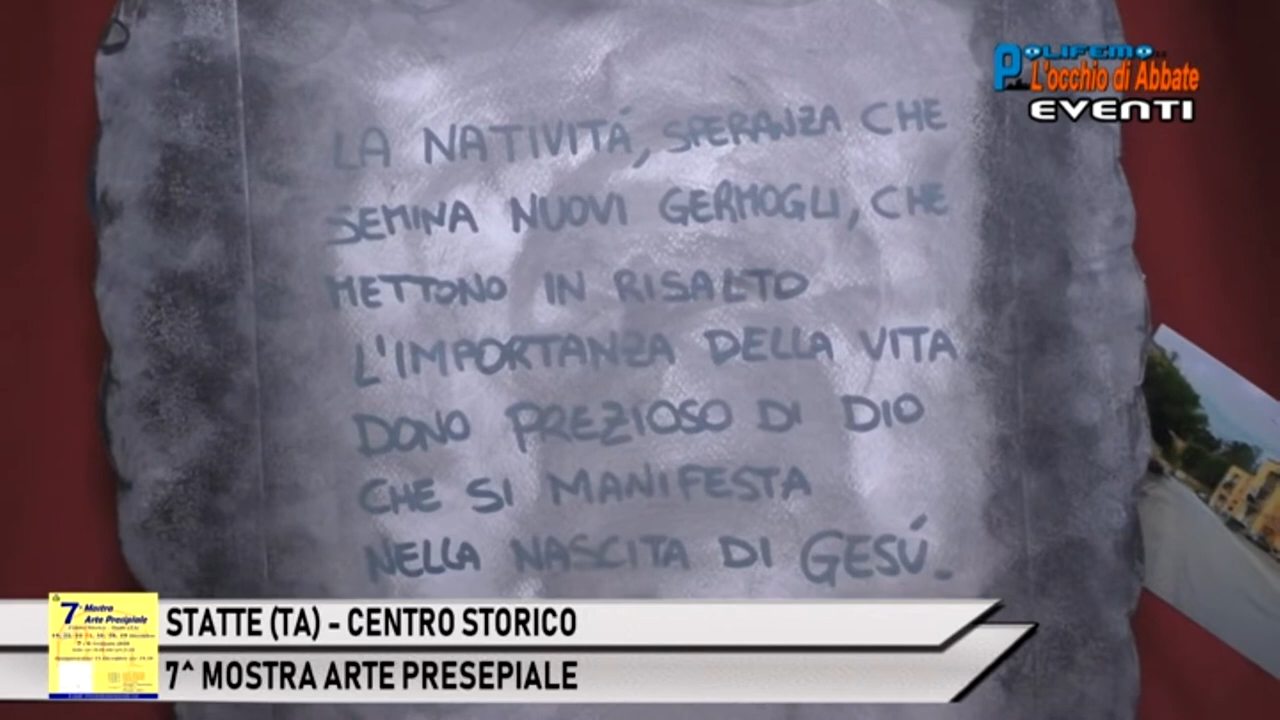 POLIFEMO
L'occhio di Abbate
EVENTI
LA NATIVITÁ, SPERANZA CHE
SEMINA NUOVI GERMOGLI, CHE
METTONO IN RISALTO
L'IMPORTANZA DELLA VITA
DONO PREZIOSO DI DIO
CHE SI MANIFESTA
NELLA NASCITA DI GESÚ.
7ª Mostra
Arte Presepiale
STATTE (TA) - CENTRO STORICO
7^ MOSTRA ARTE PRESEPIALE